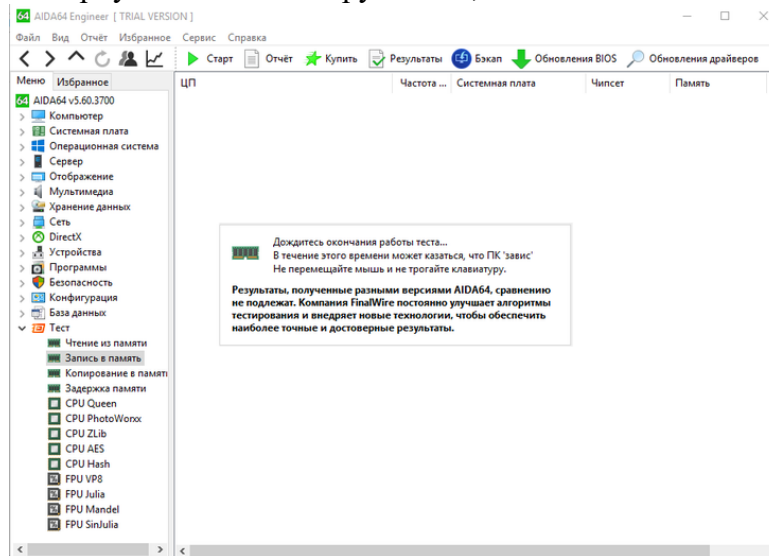 AIDA64 Engineer [ TRIAL VERSION ]
Файл Вид Отчёт Избранное Сервис Справка
Старт Отчёт Купить Результаты Бэкап Обновления BIOS Обновления драйверов
Меню Избранное
ЦП Частота ... Системная плата Чипсет Память
AIDA64 v5.60.3700
Компьютер
Системная плата
Операционная система
Сервер
Отображение
Мультимедиа
Хранение данных
Сеть
DirectX
Устройства
Программы
Безопасность
Конфигурация
База данных
Тест
Чтение из памяти
Запись в память
Копирование в памят
Задержка памяти
CPU Queen
CPU PhotoWorxx
CPU ZLib
CPU AES
CPU Hash
FPU VP8
FPU Julia
FPU Mandel
FPU SinJulia
Дождитесь окончания работы теста...
В течение этого времени может казаться, что ПК 'завис'
Не перемещайте мышь и не трогайте клавиатуру.
Результаты, полученные разными версиями AIDA64, сравнению
не подлежат. Компания FinalWire постоянно улучшает алгоритмы
тестирования и внедряет новые технологии, чтобы обеспечить
наиболее точные и достоверные результаты.